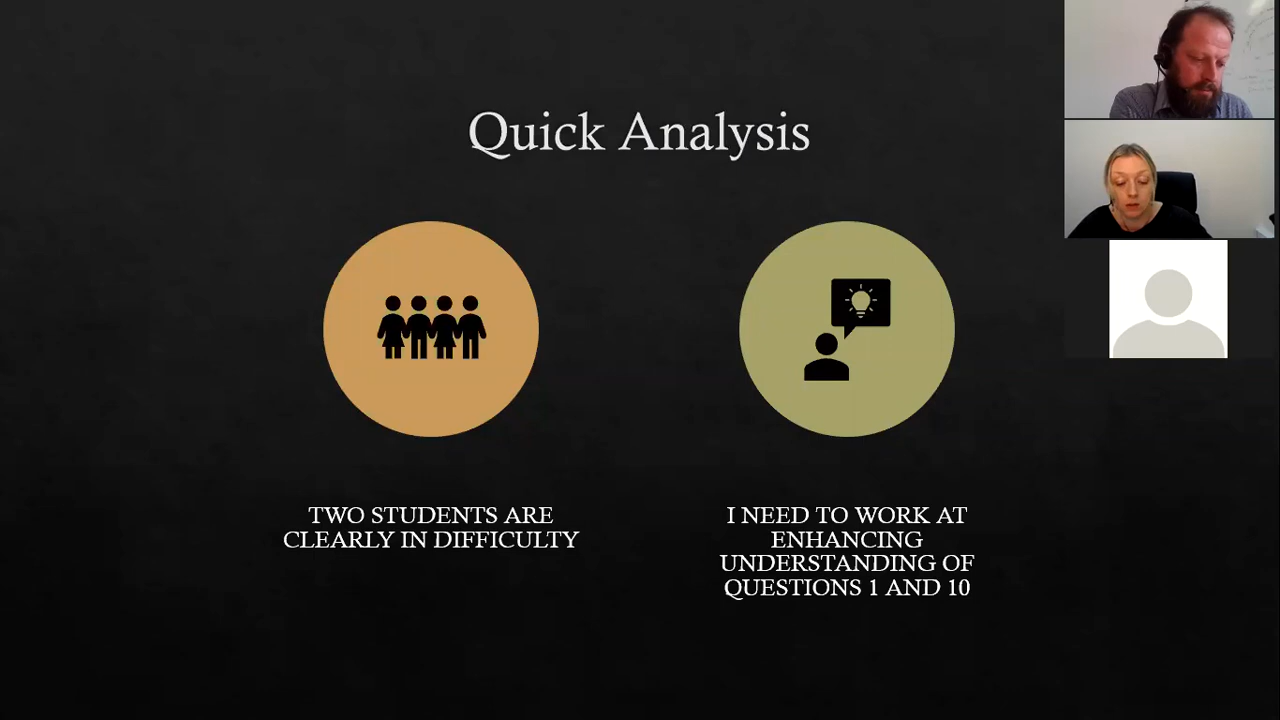 Quick Analysis
TWO STUDENTS ARE
CLEARLY IN DIFFICULTY
I NEED TO WORK AT
ENHANCING
UNDERSTANDING OF
QUESTIONS 1 AND 10